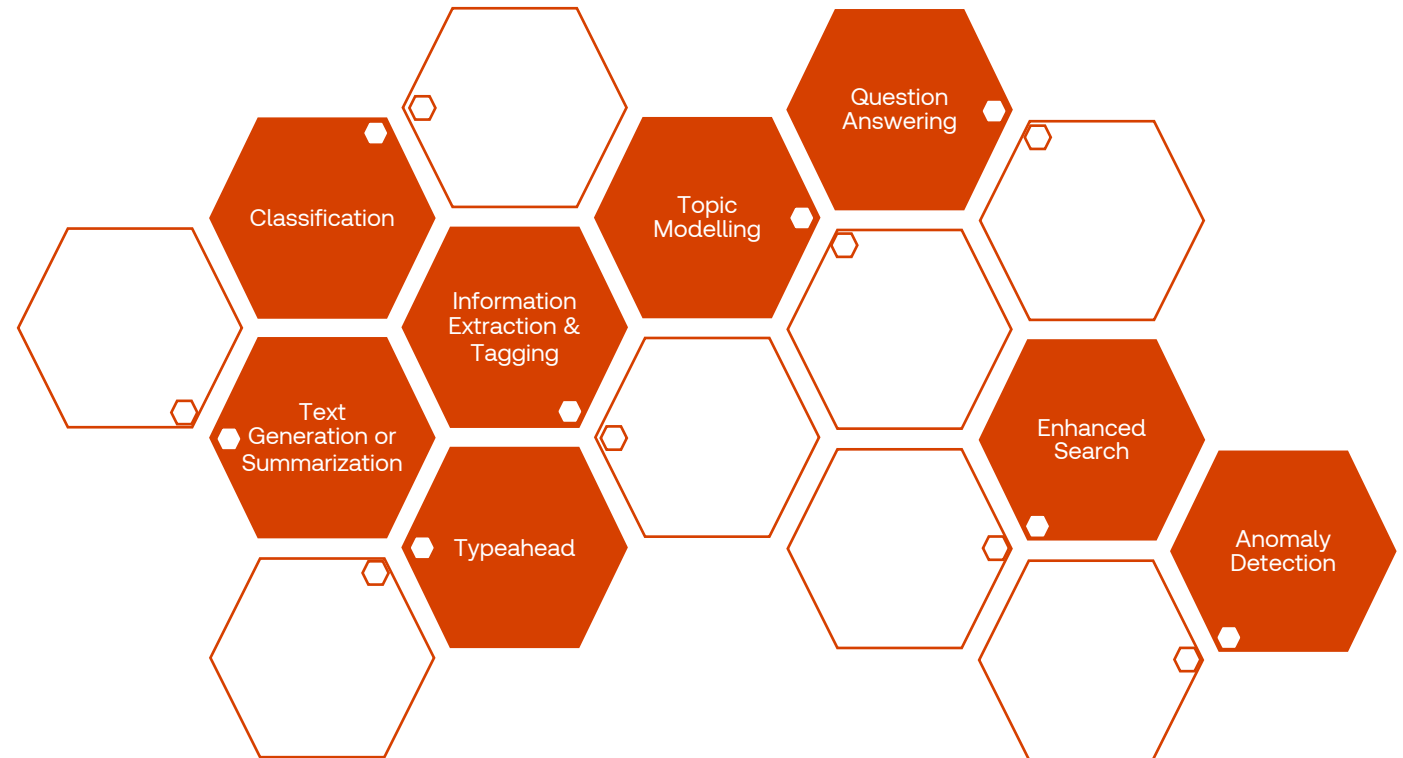 Question
Answering
Classification
Topic
Modelling
Information
Extraction &
Tagging
Text
Generation or
Summarization
Enhanced
Search
Typeahead
Anomaly
Detection